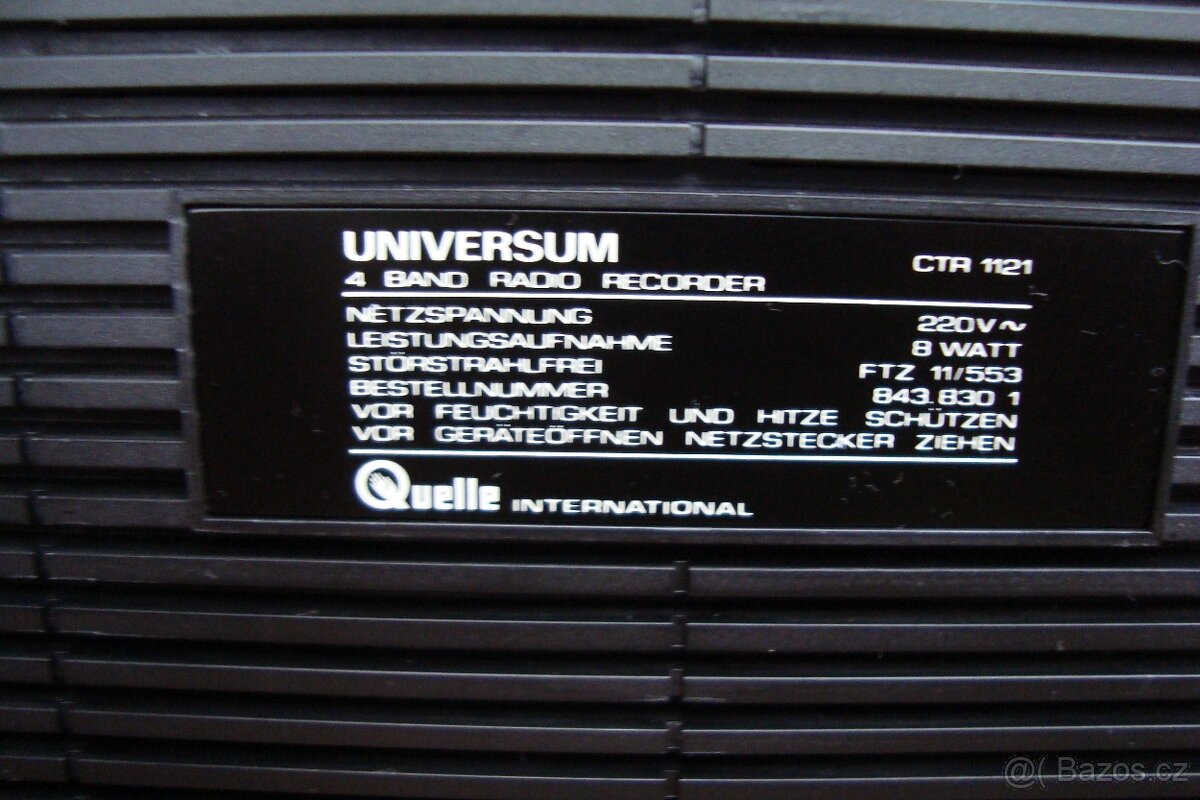 UNIVERSUM CTR 1121
4 BAND RADIO RECORDER
NETZSPANNUNG 220V~
LEISTUNGSAUFNAHME 8 WATT
STÖRSTRAHLFREI FTZ 11/553
BESTELLNUMMER 843.830 1
VOR FEUCHTIGKEIT UND HITZE SCHÜTZEN
VOR GERÄTEÖFFNEN NETZSTECKER ZIEHEN
Quelle INTERNATIONAL
@( Bazos.cz